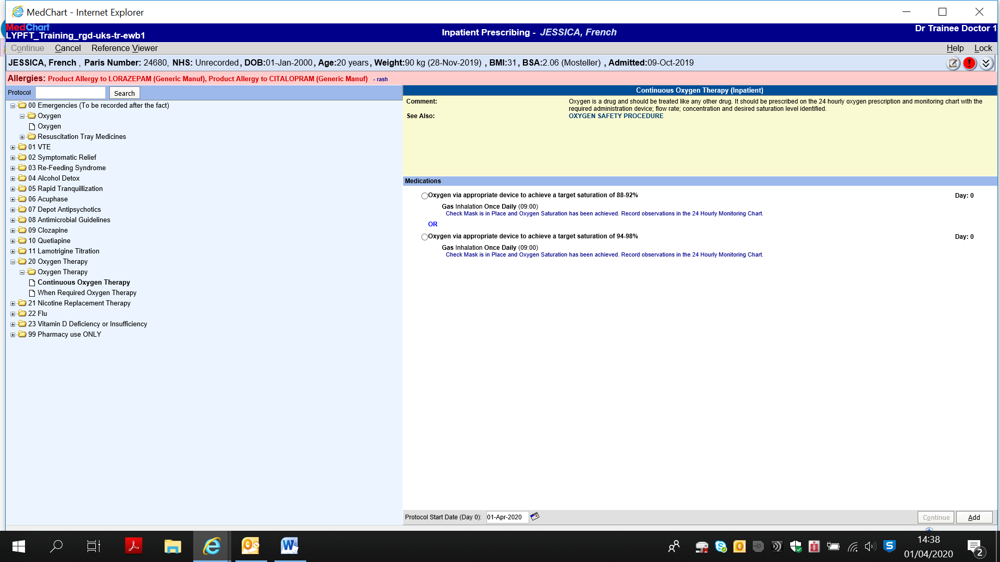 MedChart - Internet Explorer
MedChart
LYPFT_Training_rgd-uks-tr-ewb1
Inpatient Prescribing - JESSICA, French
Dr Trainee Doctor 1
Continue Cancel Reference Viewer
Help Lock
JESSICA, French , Paris Number: 24680, NHS: Unrecorded, DOB:01-Jan-2000, Age:20 years, Weight:90 kg (28-Nov-2019) , BMI:31, BSA:2.06 (Mosteller) , Admitted:09-Oct-2019
Allergies: Product Allergy to LORAZEPAM (Generic Manuf), Product Allergy to CITALOPRAM (Generic Manuf) - rash
Protocol Search
00 Emergencies (To be recorded after the fact)
Oxygen
Oxygen
Resuscitation Tray Medicines
01 VTE
02 Symptomatic Relief
03 Re-Feeding Syndrome
04 Alcohol Detox
05 Rapid Tranquillization
06 Acuphase
07 Depot Antipsychotics
08 Antimicrobial Guidelines
09 Clozapine
10 Quetiapine
11 Lamotrigine Titration
20 Oxygen Therapy
Oxygen Therapy
Continuous Oxygen Therapy
When Required Oxygen Therapy
21 Nicotine Replacement Therapy
22 Flu
23 Vitamin D Deficiency or Insufficiency
99 Pharmacy use ONLY
Continuous Oxygen Therapy (Inpatient)
Comment: Oxygen is a drug and should be treated like any other drug. It should be prescribed on the 24 hourly oxygen prescription and monitoring chart with the
required administration device; flow rate; concentration and desired saturation level identified.
See Also: OXYGEN SAFETY PROCEDURE
Medications
Oxygen via appropriate device to achieve a target saturation of 88-92% Day: 0
Gas Inhalation Once Daily (09:00)
Check Mask is in Place and Oxygen Saturation has been achieved. Record observations in the 24 Hourly Monitoring Chart.
OR
Oxygen via appropriate device to achieve a target saturation of 94-98% Day: 0
Gas Inhalation Once Daily (09:00)
Check Mask is in Place and Oxygen Saturation has been achieved. Record observations in the 24 Hourly Monitoring Chart.
Protocol Start Date (Day 0): 01-Apr-2020 Continue Add
14:38
01/04/2020
2